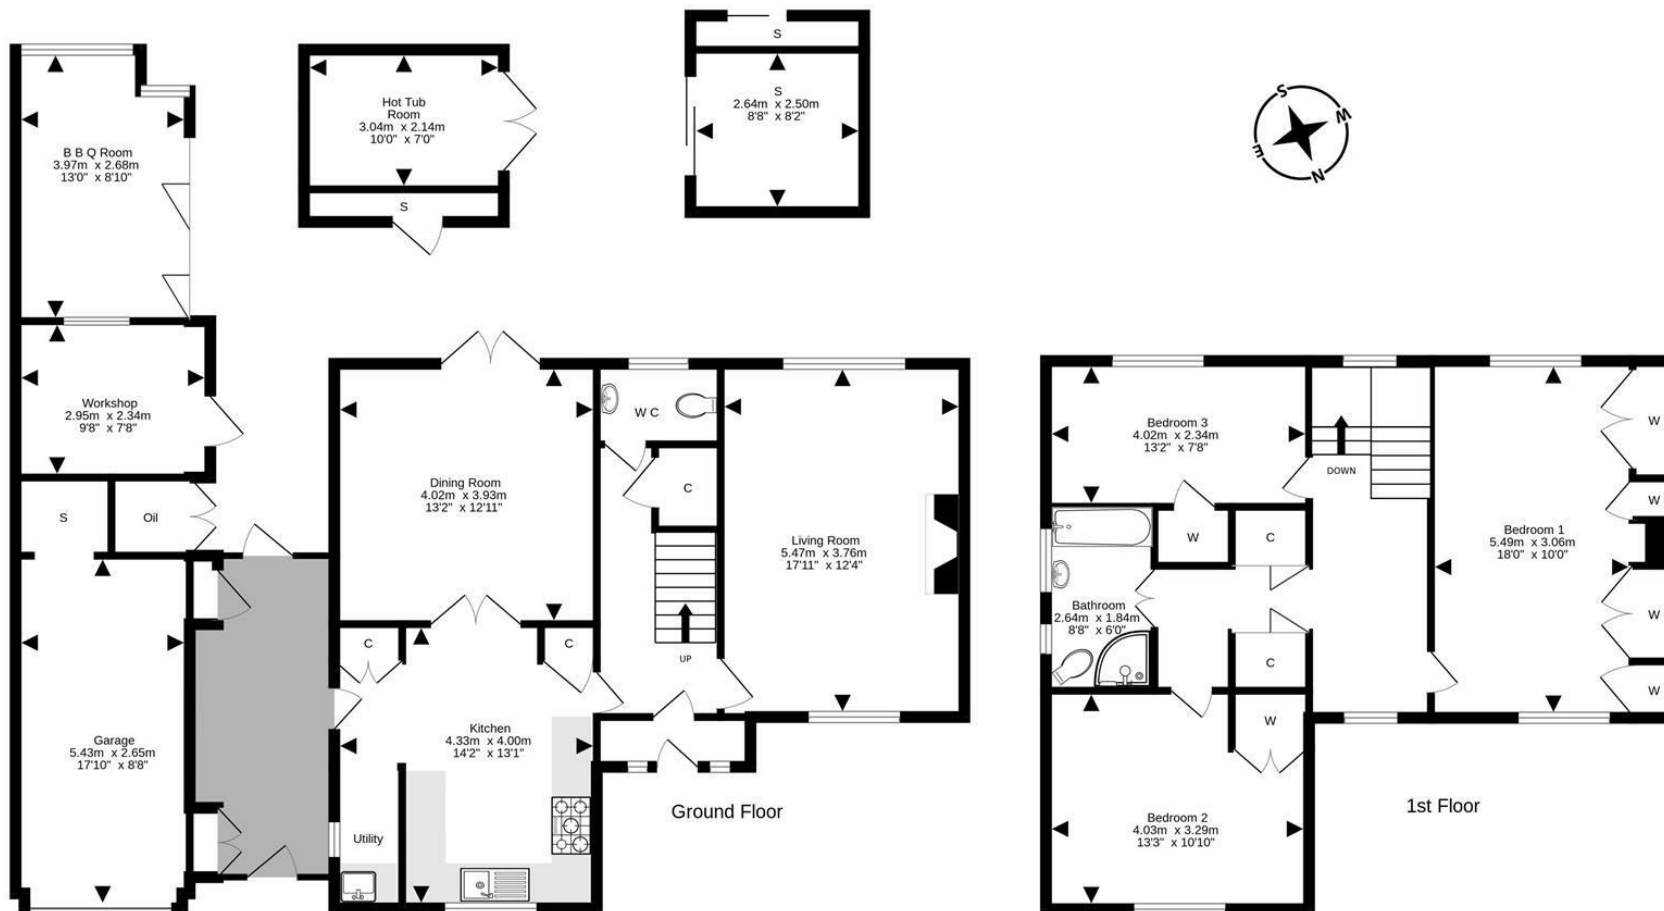 B B Q Room
3.97m x 2.68m
13'0" x 8'10"
Hot Tub
Room
3.04m x 2.14m
10'0" x 7'0"
S
S
S
2.64m x 2.50m
8'8" x 8'2"
S
W
E
N
Workshop
2.95m x 2.34m
9'8" x 7'8"
S
Oil
Garage
5.43m x 2.65m
17'10" x 8'8"
Dining Room
4.02m x 3.93m
13'2" x 12'11"
W C
C
UP
Living Room
5.47m x 3.76m
17'11" x 12'4"
C
C
Kitchen
4.33m x 4.00m
14'2" x 13'1"
Utility
Ground Floor
Bedroom 3
4.02m x 2.34m
13'2" x 7'8"
DOWN
W
C
Bathroom
2.64m x 1.84m
8'8" x 6'0"
C
W
Bedroom 1
5.49m x 3.06m
18'0" x 10'0"
W
W
W
W
Bedroom 2
4.03m x 3.29m
13'3" x 10'10"
1st Floor